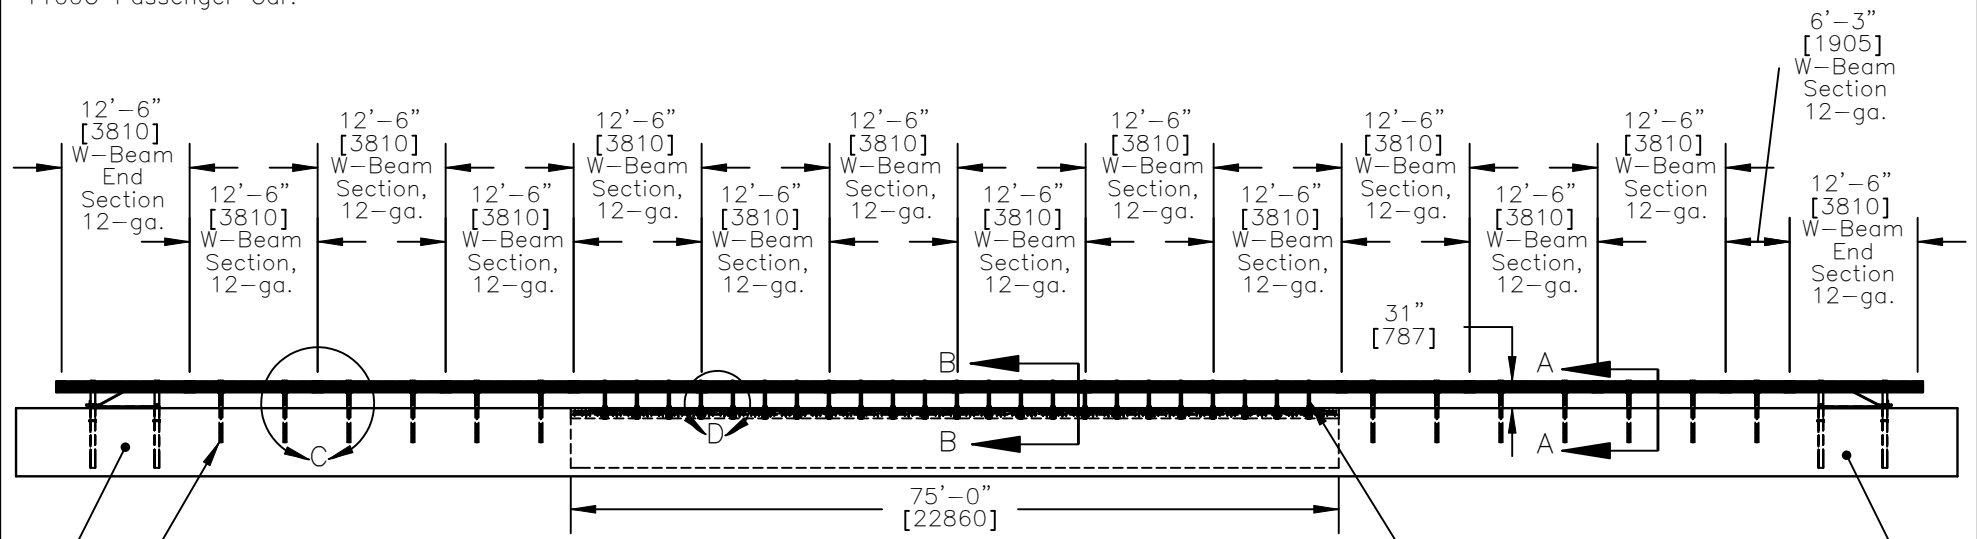 6'-3"
[1905]
W-Beam
Section
12-ga.
12'-6"
[3810]
W-Beam
End
Section
12-ga.
12'-6"
[3810]
W-Beam
Section,
12-ga.
12'-6"
[3810]
W-Beam
Section,
12-ga.
12'-6"
[3810]
W-Beam
Section,
12-ga.
12'-6"
[3810]
W-Beam
Section,
12-ga.
12'-6"
[3810]
W-Beam
Section,
12-ga.
12'-6"
[3810]
W-Beam
Section,
12-ga.
12'-6"
[3810]
W-Beam
Section,
12-ga.
12'-6"
[3810]
W-Beam
Section,
12-ga.
12'-6"
[3810]
W-Beam
Section,
12-ga.
12'-6"
[3810]
W-Beam
Section,
12-ga.
12'-6"
[3810]
W-Beam
Section,
12-ga.
12'-6"
[3810]
W-Beam
Section
12-ga.
12'-6"
[3810]
W-Beam
End
Section
12-ga.
31"
[787]
B
A
C
D
B
A
75'-0"
[22860]